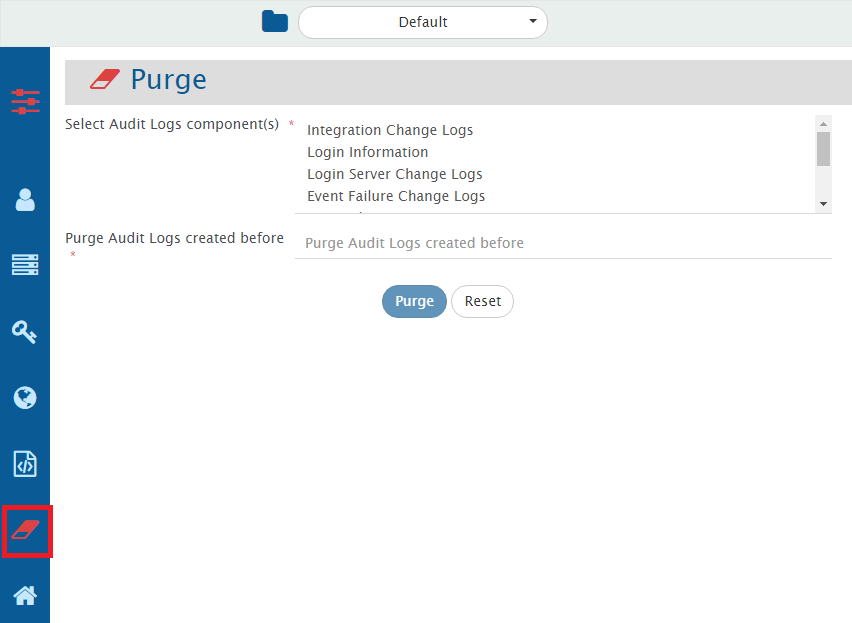 Default
Purge
Select Audit Logs component(s) *
Integration Change Logs
Login Information
Login Server Change Logs
Event Failure Change Logs
Purge Audit Logs created before
*
Purge Audit Logs created before
Purge
Reset